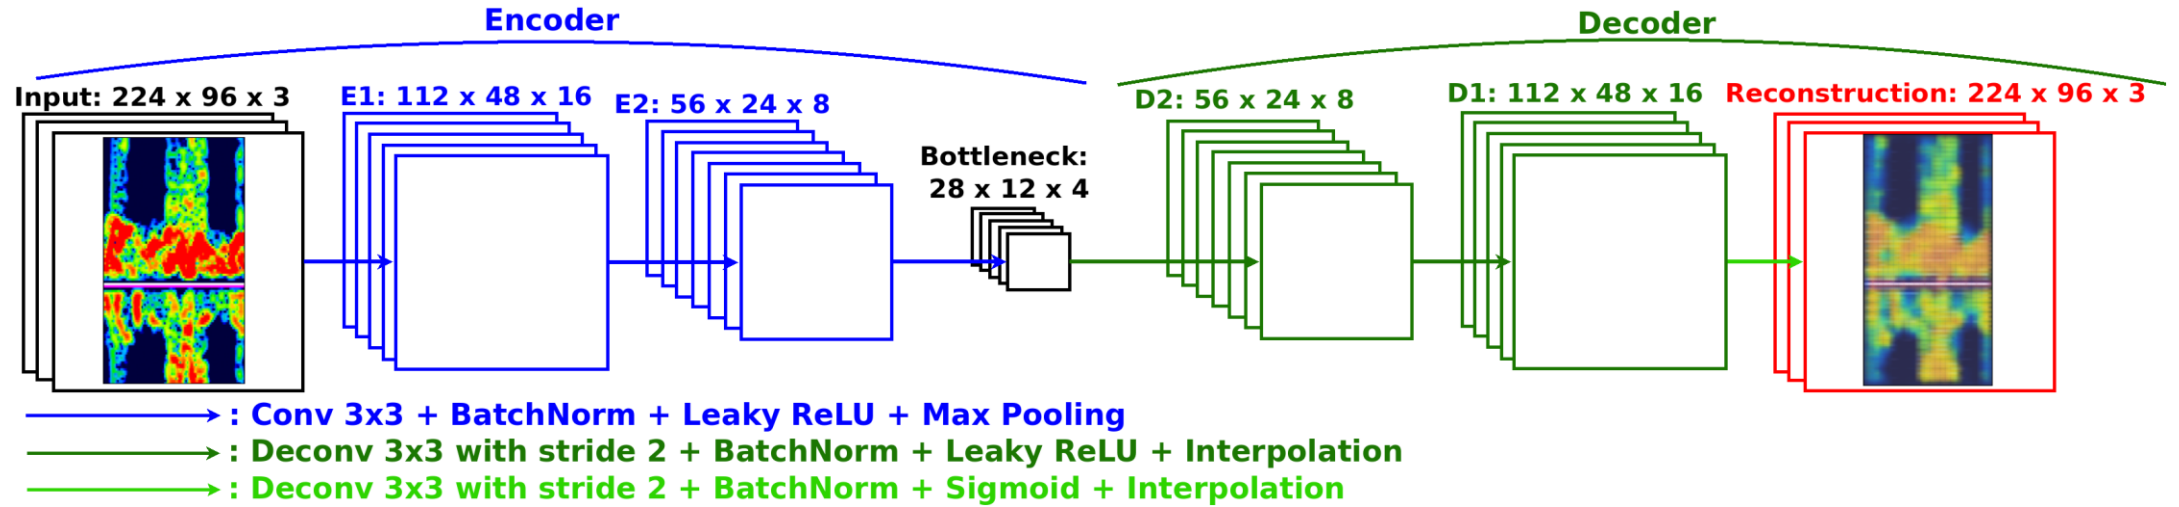 Encoder
Decoder
Input: 224 x 96 x 3
E1: 112 x 48 x 16
E2: 56 x 24 x 8
Bottleneck:
28 x 12 x 4
D2: 56 x 24 x 8
D1: 112 x 48 x 16
Reconstruction: 224 x 96 x 3
: Conv 3x3 + BatchNorm + Leaky ReLU + Max Pooling
: Deconv 3x3 with stride 2 + BatchNorm + Leaky ReLU + Interpolation
: Deconv 3x3 with stride 2 + BatchNorm + Sigmoid + Interpolation